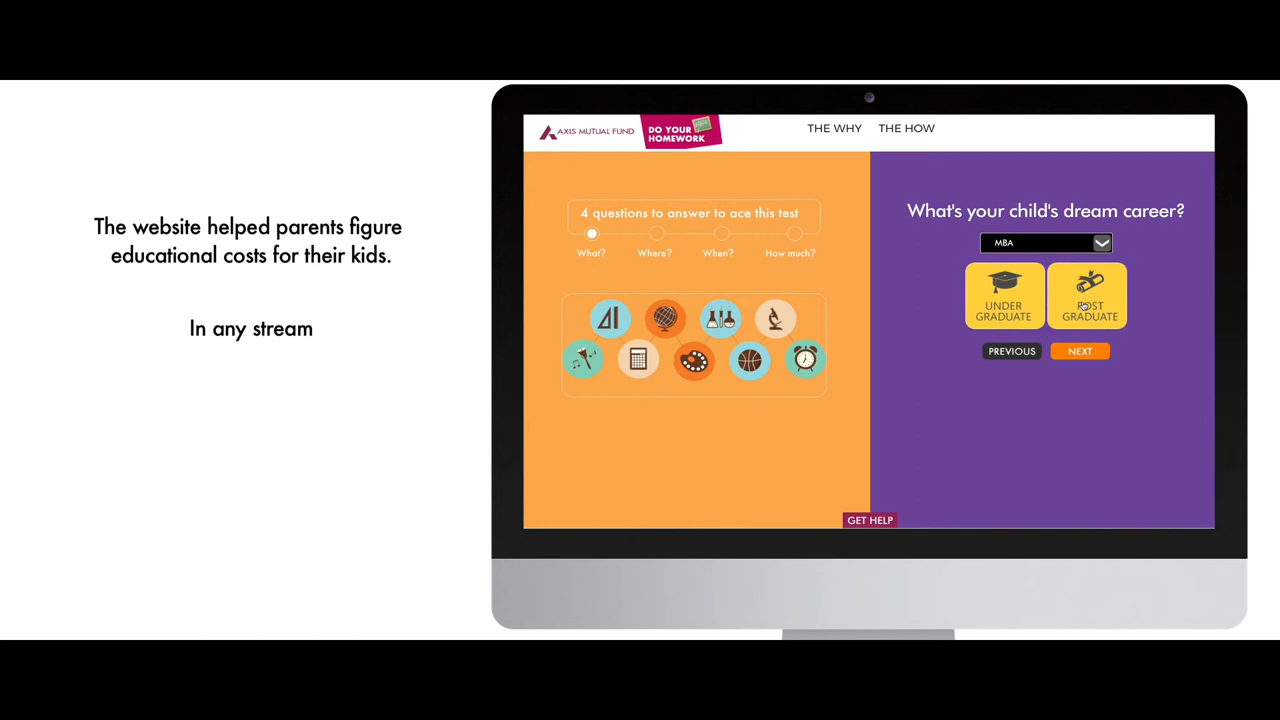 The website helped parents figure
educational costs for their kids.
In any stream
AXIS MUTUAL FUND
DO YOUR
HOMEWORK
THE WHY THE HOW
4 questions to answer to ace this test
What? Where? When? How much?
What's your child's dream career?
MBA
UNDER
GRADUATE
POST
GRADUATE
PREVIOUS NEXT
GET HELP